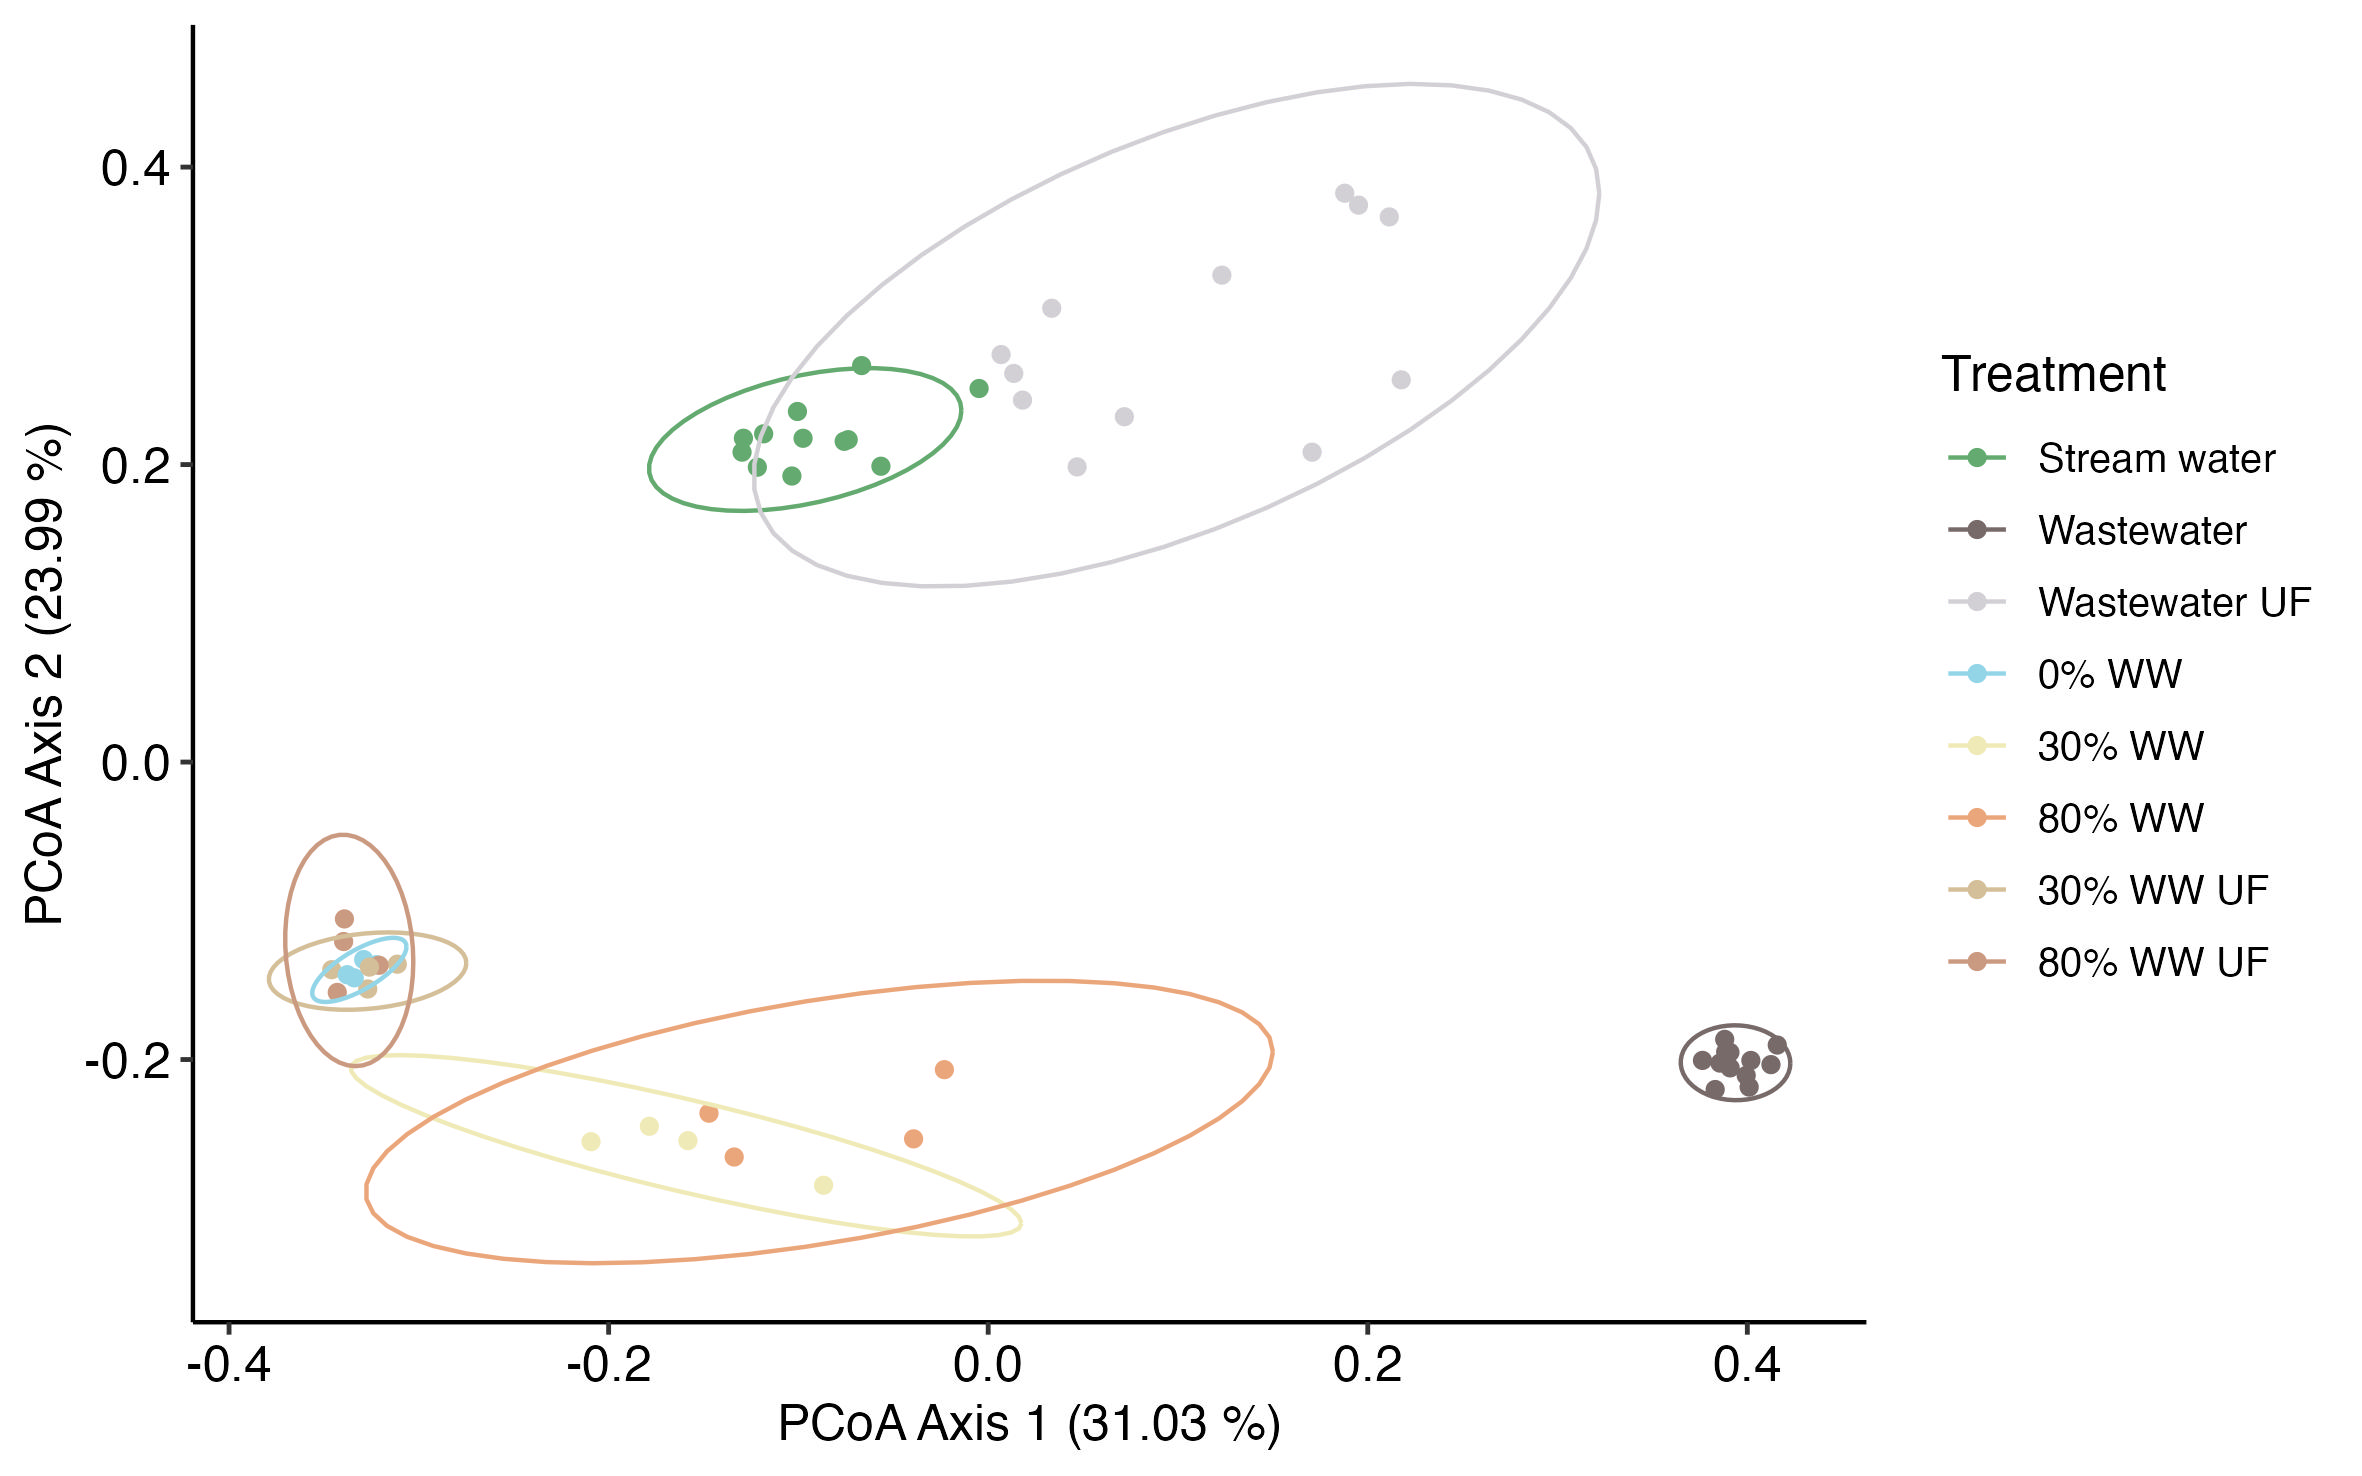 PCoA Axis 2 (23.99 %)
0.4
0.2
0.0
-0.2
-0.4
-0.2
0.0
0.2
0.4
PCoA Axis 1 (31.03 %)
Treatment
Stream water
Wastewater
Wastewater UF
0% WW
30% WW
80% WW
30% WW UF
80% WW UF